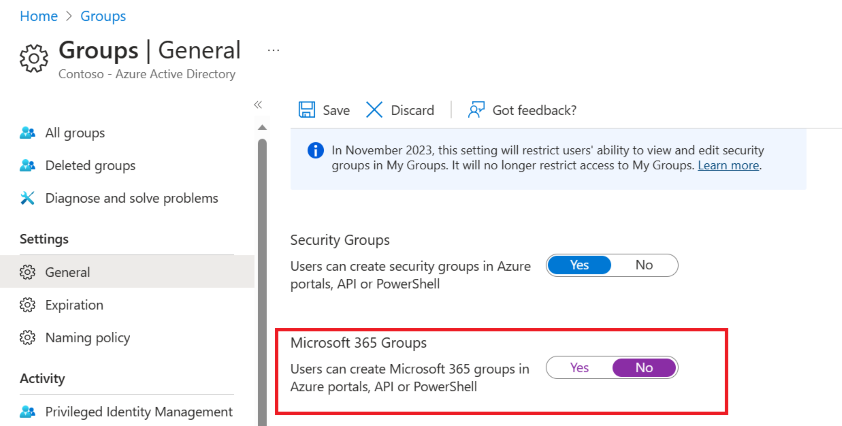 Home > Groups
Groups | General ...
Contoso - Azure Active Directory
«
All groups
Deleted groups
Diagnose and solve problems
Settings
General
Expiration
Naming policy
Activity
Privileged Identity Management
Save Discard | Got feedback?
In November 2023, this setting will restrict users' ability to view and edit security
groups in My Groups. It will no longer restrict access to My Groups. Learn more.
Security Groups
Users can create security groups in Azure
portals, API or PowerShell
Yes No
Microsoft 365 Groups
Users can create Microsoft 365 groups in
Azure portals, API or PowerShell
Yes No